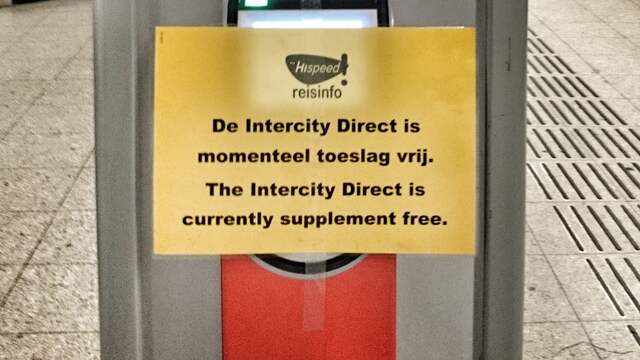 Hispeed!
reisinfo
De Intercity Direct is
momenteel toeslag vrij.
The Intercity Direct is
currently supplement free.